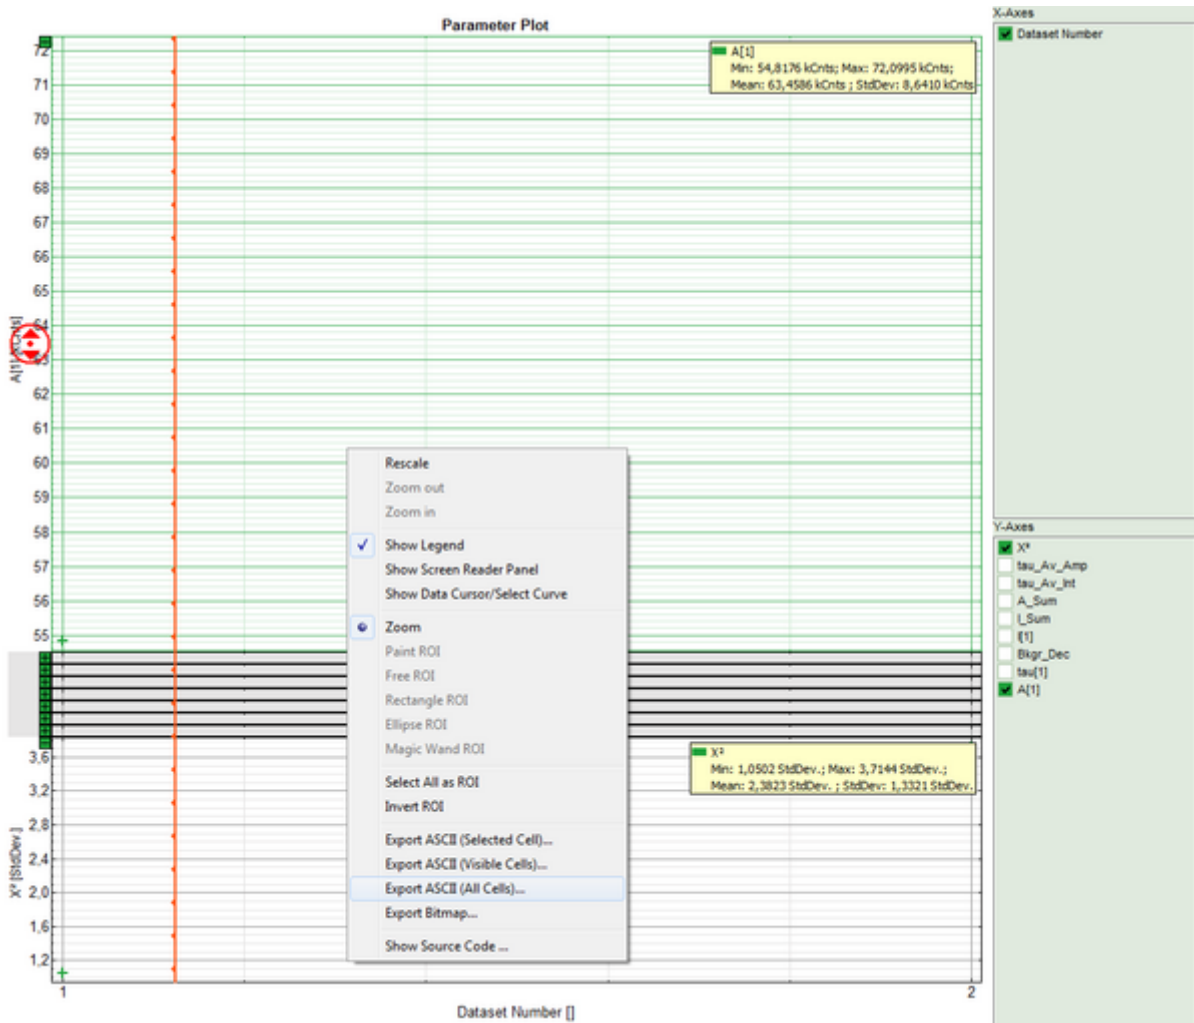 Parameter Plot
A[1]
Min: 54,8176 kCnts; Max: 72,0995 kCnts;
Mean: 63,4586 kCnts ; StdDev: 8,6410 kCnts
72
71
70
69
68
67
66
65
64
63
62
61
60
59
58
57
56
55
A[1] [kCnts]
Rescale
Zoom out
Zoom in
Show Legend
Show Screen Reader Panel
Show Data Cursor/Select Curve
Zoom
Paint ROI
Free ROI
Rectangle ROI
Ellipse ROI
Magic Wand ROI
Select All as ROI
Invert ROI
Export ASCII (Selected Cell)...
Export ASCII (Visible Cells)...
Export ASCII (All Cells)...
Export Bitmap...
Show Source Code ...
X²
Min: 1,0502 StdDev.; Max: 3,7144 StdDev.;
Mean: 2,3823 StdDev. ; StdDev: 1,3321 StdDev.
3,6
3,2
2,8
2,4
2,0
1,6
1,2
X² [StdDev.]
1
2
Dataset Number []
X-Axes
Dataset Number
Y-Axes
X²
tau_Av_Amp
tau_Av_Int
A_Sum
I_Sum
I[1]
Bkgr_Dec
tau[1]
A[1]